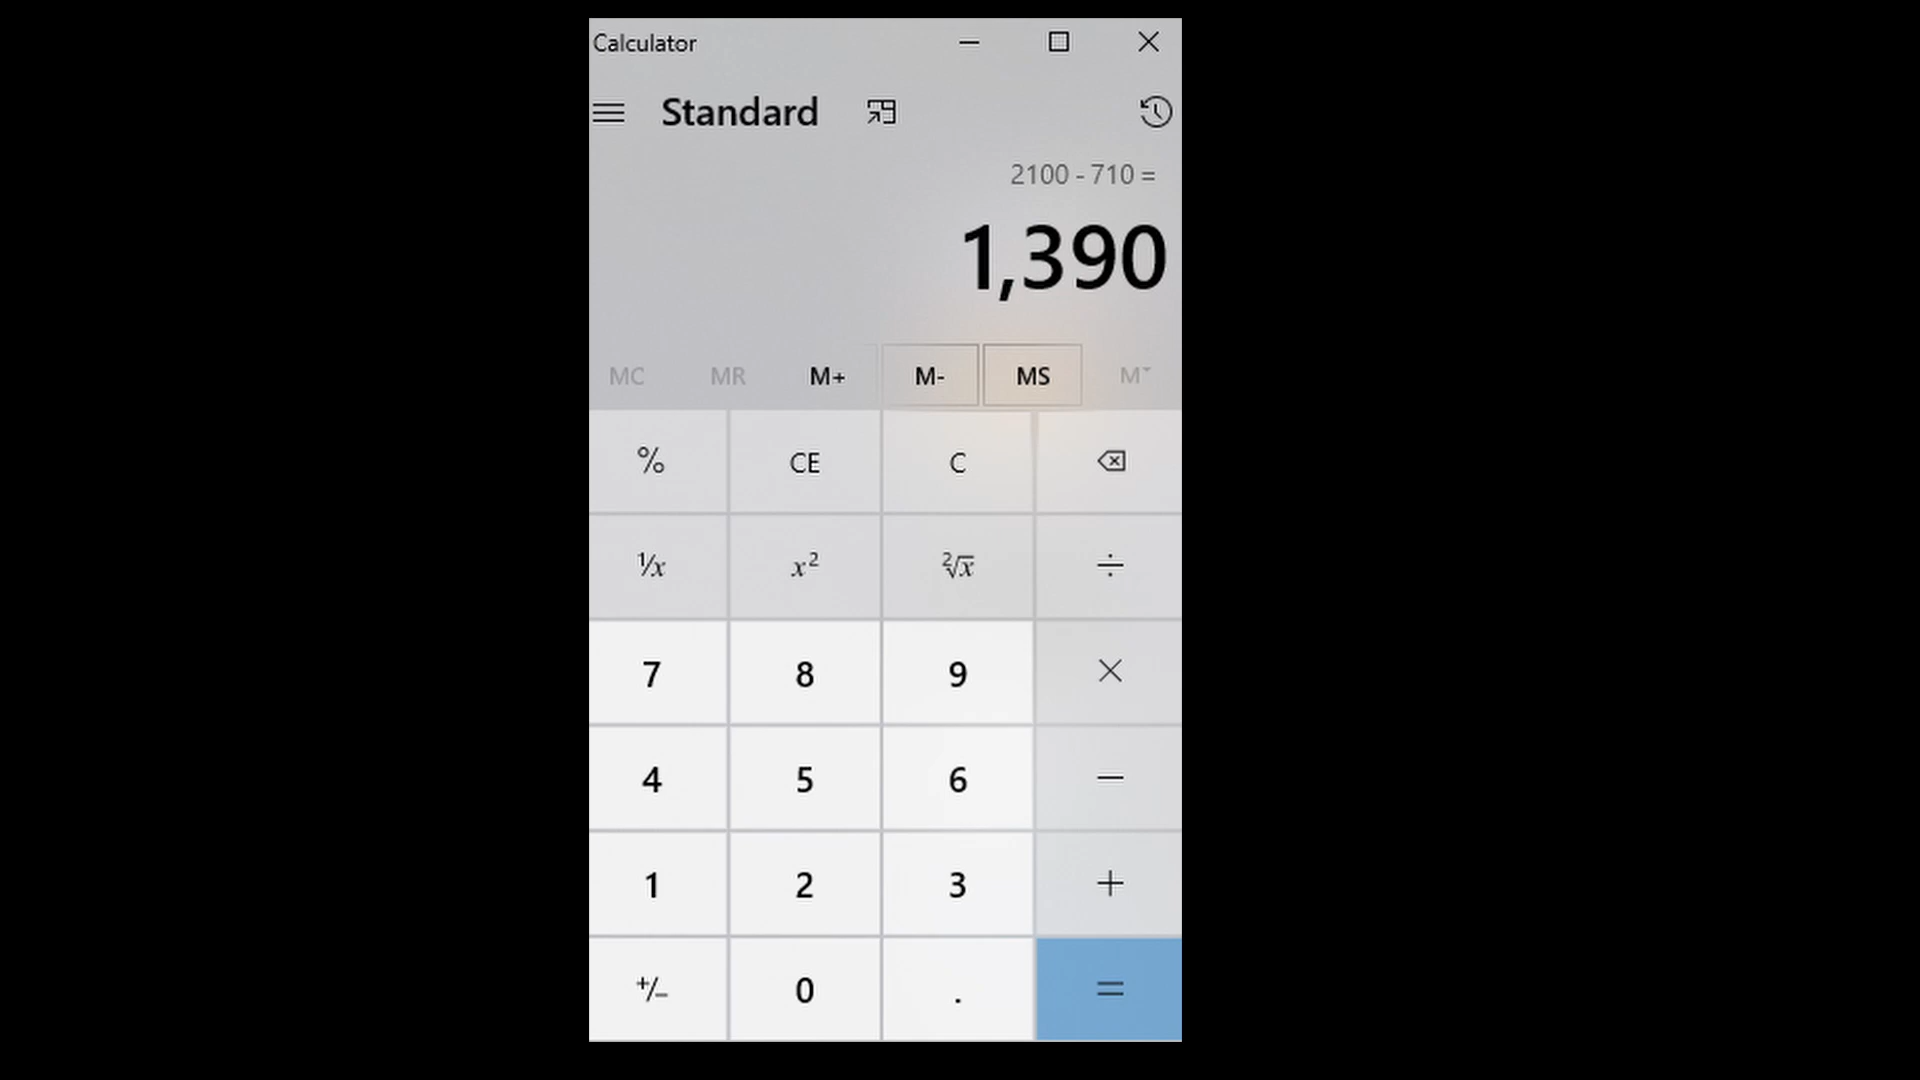 Calculator
Standard
2100 - 710 =
1,390
MC MR M+ M- MS M˅
% CE C
¹/x x² ²√x ÷
7 8 9 ×
4 5 6 −
1 2 3 +
+/− 0 . =